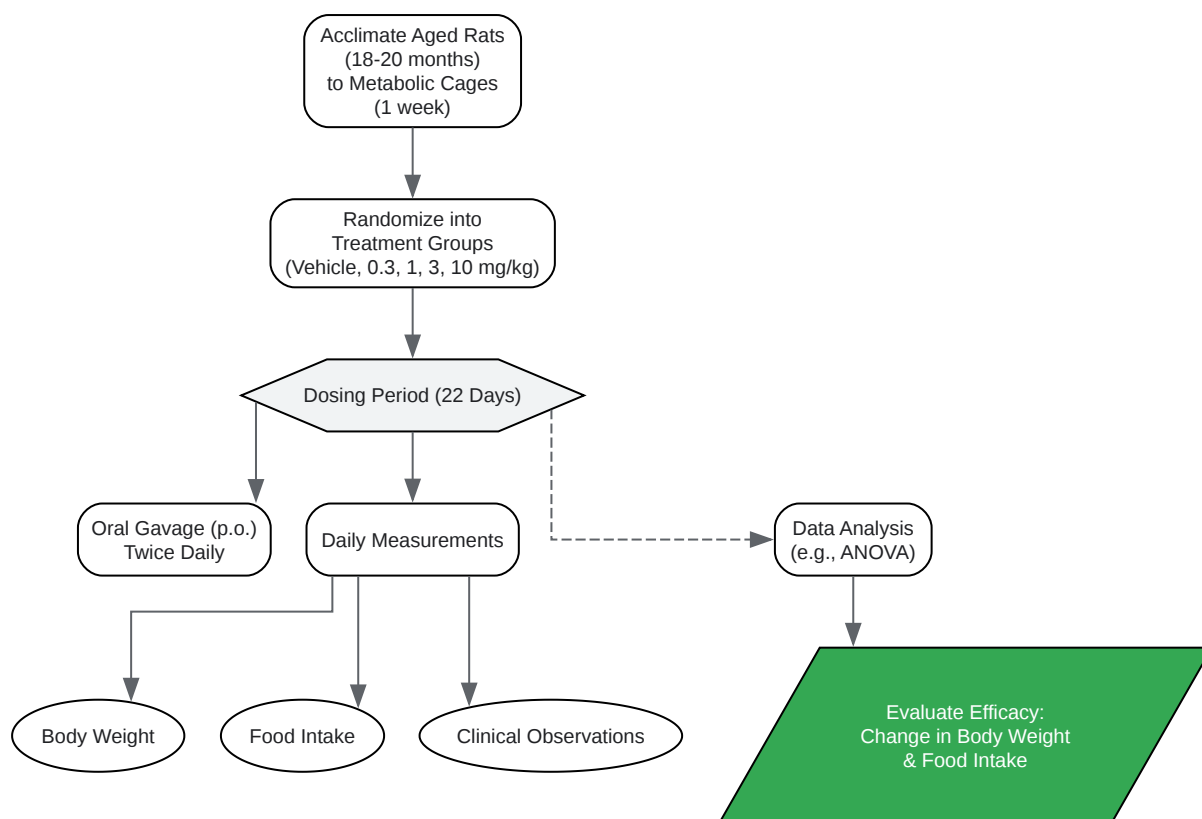 Acclimate Aged Rats
(18-20 months)
to Metabolic Cages
(1 week)
Randomize into
Treatment Groups
(Vehicle, 0.3, 1, 3, 10 mg/kg)
Dosing Period (22 Days)
Oral Gavage (p.o.)
Twice Daily
Daily Measurements
Data Analysis
(e.g., ANOVA)
Body Weight
Food Intake
Clinical Observations
Evaluate Efficacy:
Change in Body Weight
& Food Intake